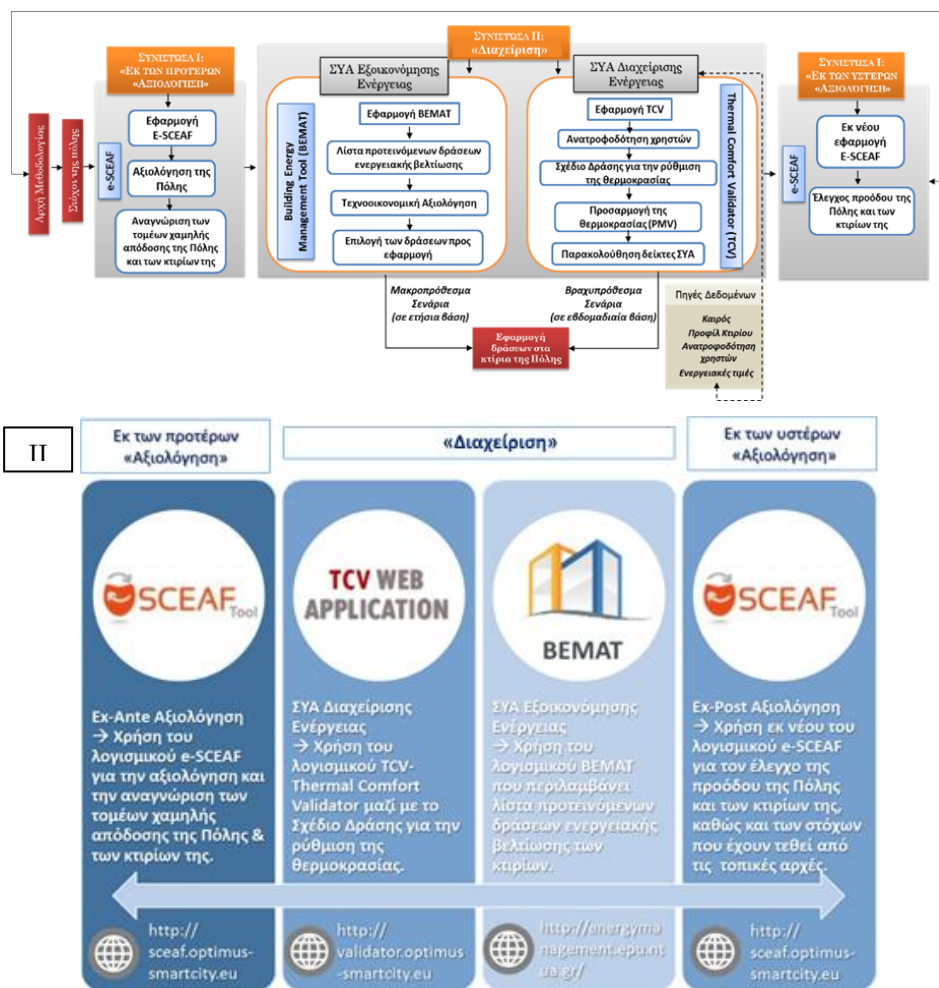 ΣΥΝΙΣΤΩΣΑ II:
«Διαχείριση»
ΣΥΝΙΣΤΩΣΑ I:
«ΕΚ ΤΩΝ ΠΡΟΤΕΡΩΝ
«ΑΞΙΟΛΟΓΗΣΗ»
ΣΥΝΙΣΤΩΣΑ I:
«ΕΚ ΤΩΝ ΥΣΤΕΡΩΝ
«ΑΞΙΟΛΟΓΗΣΗ»
Αρχή Μεθοδολογίας
Στόχος της πόλης
e-SCEAF
Εφαρμογή
E-SCEAF
Αξιολόγηση της
Πόλης
Αναγνώριση των
τομέων χαμηλής
απόδοσης της Πόλης
και των κτιρίων της
ΣΥΑ Εξοικονόμησης
Ενέργειας
Building Energy
Management Tool (BEMAT)
Εφαρμογή BEMAT
Λίστα προτεινόμενων δράσεων
ενεργειακής βελτίωσης
Τεχνοοικονομική Αξιολόγηση
Επιλογή των δράσεων προς
εφαρμογή
ΣΥΑ Διαχείρισης
Ενέργειας
Εφαρμογή TCV
Ανατροφοδότηση χρηστών
Σχέδιο Δράσης για την ρύθμιση
της θερμοκρασίας
Προσαρμογή της
θερμοκρασίας (PMV)
Παρακολούθηση δείκτες ΣΥΑ
Thermal Comfort
Validator (TCV)
e-SCEAF
Εκ νέου
εφαρμογή
E-SCEAF
Έλεγχος προόδου της
Πόλης και των
κτιρίων της
Μακροπρόθεσμα
Σενάρια
(σε ετήσια βάση)
Βραχυπρόθεσμα
Σενάρια
(σε εβδομαδιαία βάση)
Εφαρμογή
δράσεων στα
κτίρια της Πόλης
Πηγές Δεδομένων
Καιρός
Προφίλ Κτιρίου
Ανατροφοδότηση
χρηστών
Ενεργειακές τιμές
Π
Εκ των προτέρων
«Αξιολόγηση»
«Διαχείριση»
Εκ των υστέρων
«Αξιολόγηση»
SCEAF
Tool
TCV WEB
APPLICATION
BEMAT
SCEAF
Tool
Ex-Ante Αξιολόγηση
→ Χρήση του
λογισμικού e-SCEAF
για την αξιολόγηση και
την αναγνώριση των
τομέων χαμηλής
απόδοσης της Πόλης &
των κτιρίων της.
ΣΥΑ Διαχείρισης
Ενέργειας
→ Χρήση του
λογισμικού TCV-
Thermal Comfort
Validator μαζί με το
Σχέδιο Δράσης για την
ρύθμιση της
θερμοκρασίας.
ΣΥΑ Εξοικονόμησης
Ενέργειας
→ Χρήση του
λογισμικού BEMAT
που περιλαμβάνει
λίστα προτεινόμενων
δράσεων ενεργειακής
βελτίωσης των
κτιρίων.
Ex-Post Αξιολόγηση
→ Χρήση εκ νέου του
λογισμικού e-SCEAF
για τον έλεγχο της
προόδου της Πόλης
και των κτιρίων της,
καθώς και των στόχων
που έχουν τεθεί από
τις τοπικές αρχές.
http://
sceaf.optimus-
smartcity.eu
http://
validator.optimus
-smartcity.eu
http://energyma
nagement.epu.nt
ua.gr/
http://
sceaf.optimus-
smartcity.eu